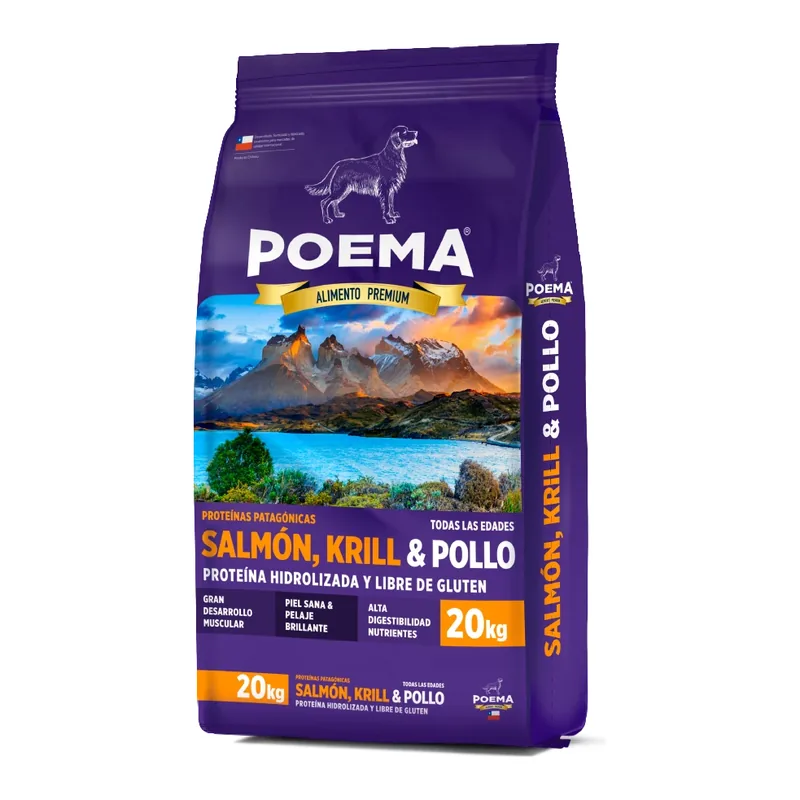 POEMA®
ALIMENTO PREMIUM
PROTEÍNAS PATAGÓNICAS
TODAS LAS EDADES
SALMÓN, KRILL & POLLO
PROTEÍNA HIDROLIZADA Y LIBRE DE GLUTEN
GRAN
DESARROLLO
MUSCULAR
PIEL SANA &
PELAJE
BRILLANTE
ALTA
DIGESTIBILIDAD
NUTRIENTES
20kg
20kg
PROTEÍNAS PATAGÓNICAS
TODAS LAS EDADES
SALMÓN, KRILL & POLLO
PROTEÍNA HIDROLIZADA Y LIBRE DE GLUTEN
POEMA
POEMA
SALMÓN, KRILL & POLLO